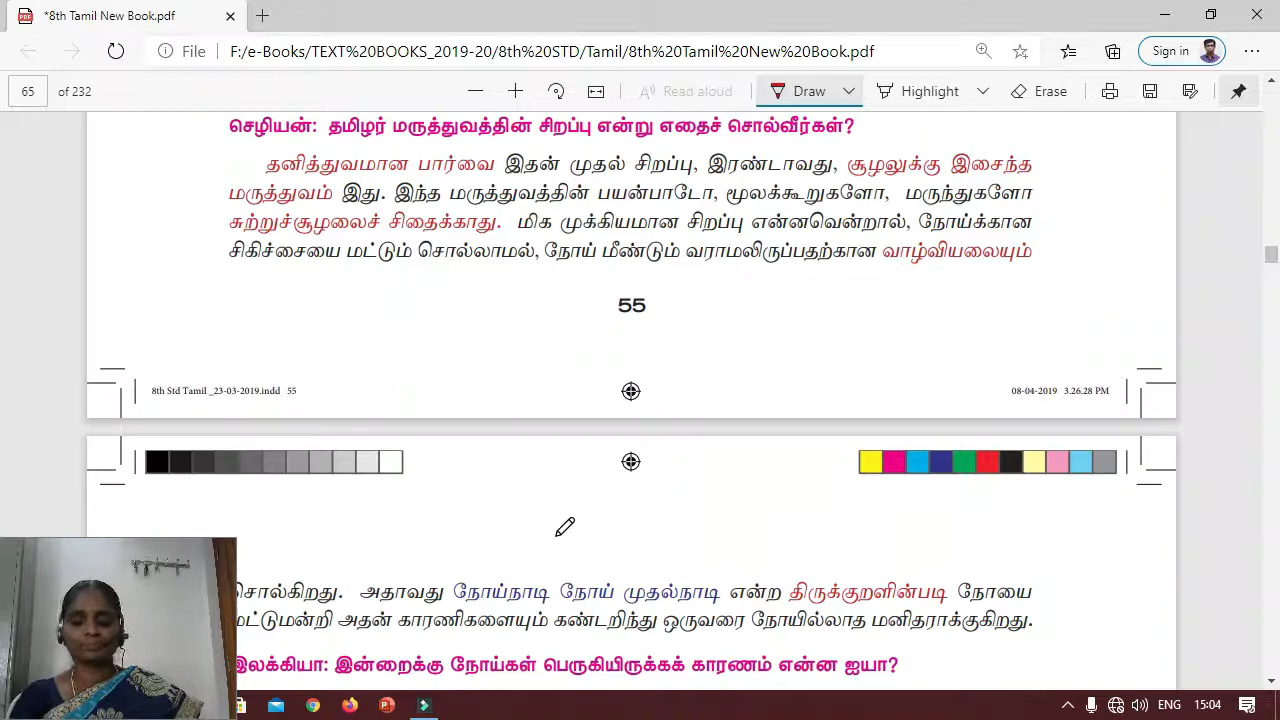 *8th Tamil New Book.pdf
File F:/e-Books/TEXT%20BOOKS_2019-20/8th%20STD/Tamil/8th%20Tamil%20New%20Book.pdf Sign in
65 of 232 Read aloud Draw Highlight Erase
செழியன்: தமிழர் மருத்துவத்தின் சிறப்பு என்று எதைச் சொல்வீர்கள்?
தனித்துவமான பார்வை இதன் முதல் சிறப்பு, இரண்டாவது, சூழலுக்கு இசைந்த
மருத்துவம் இது. இந்த மருத்துவத்தின் பயன்பாடோ, மூலக்கூறுகளோ, மருந்துகளோ
சுற்றுச்சூழலைச் சிதைக்காது. மிக முக்கியமான சிறப்பு என்னவென்றால், நோய்க்கான
சிகிச்சையை மட்டும் சொல்லாமல், நோய் மீண்டும் வராமலிருப்பதற்கான வாழ்வியலையும்
55
8th Std Tamil _23-03-2019.indd 55 08-04-2019 3.26.28 PM
சொல்கிறது. அதாவது நோய்நாடி நோய் முதல்நாடி என்ற திருக்குறளின்படி நோயை
மட்டுமன்றி அதன் காரணிகளையும் கண்டறிந்து ஒருவரை நோயில்லாத மனிதராக்குகிறது.
இலக்கியா: இன்றைக்கு நோய்கள் பெருகியிருக்கக் காரணம் என்ன ஐயா?
ENG 15:04